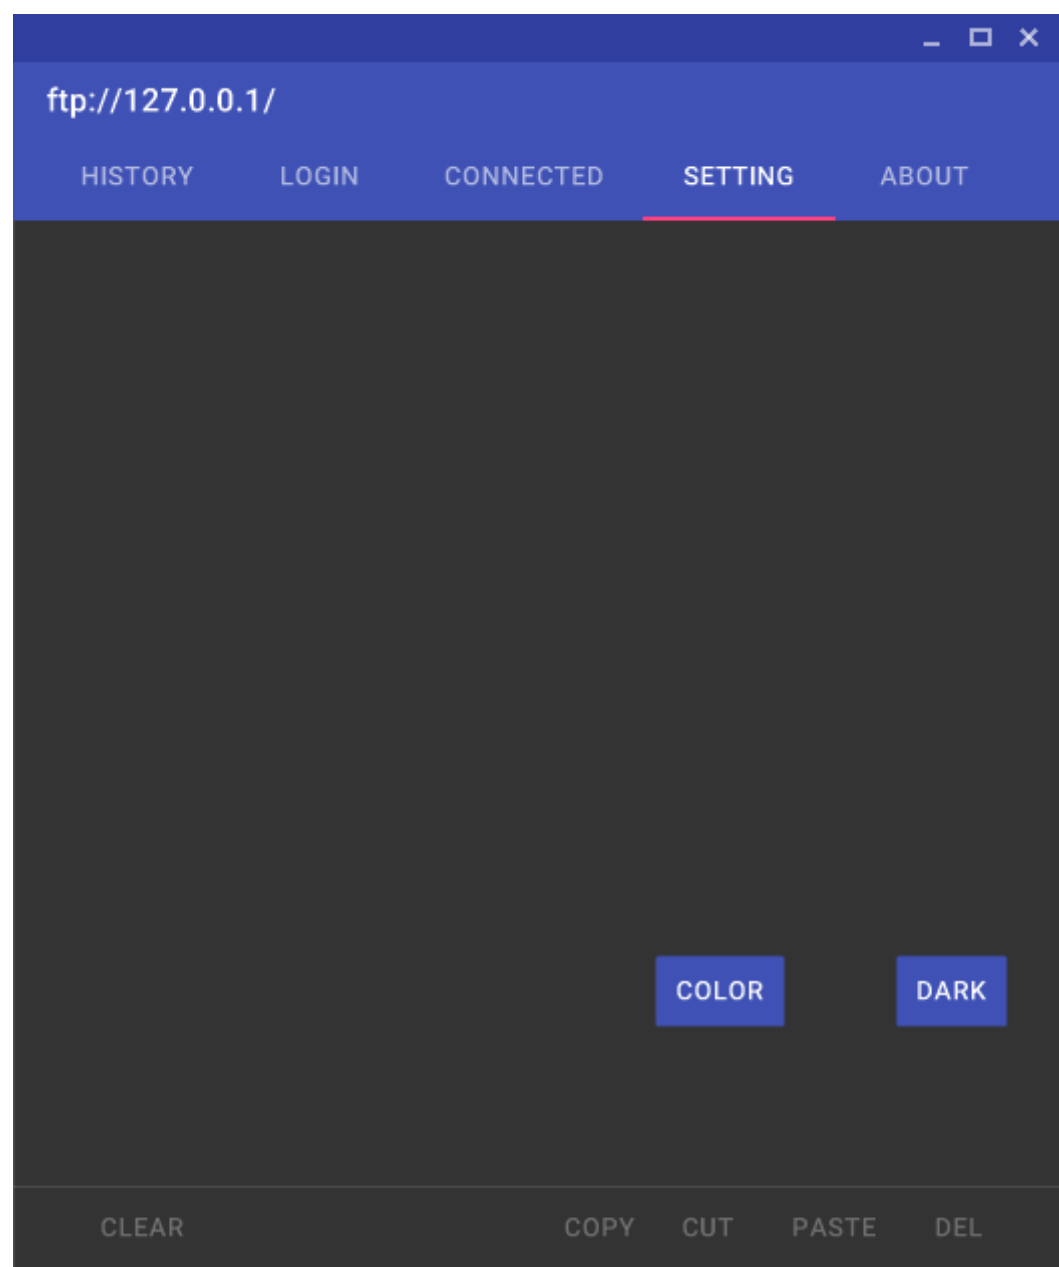 ftp://127.0.0.1/
HISTORY LOGIN CONNECTED SETTING ABOUT
COLOR DARK
CLEAR COPY CUT PASTE DEL